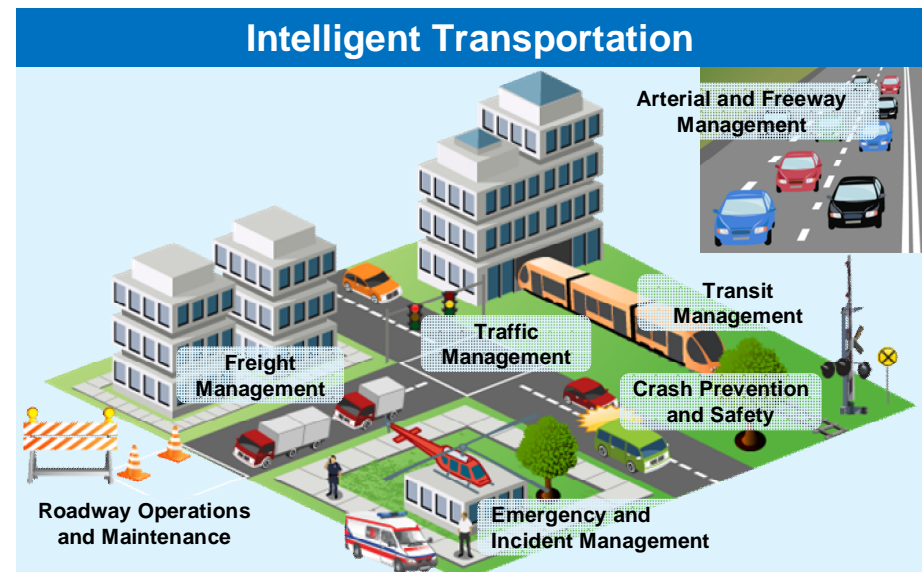 Intelligent Transportation
Arterial and Freeway
Management
Transit
Management
Traffic
Management
Freight
Management
Crash Prevention
and Safety
Roadway Operations
and Maintenance
Emergency and
Incident Management